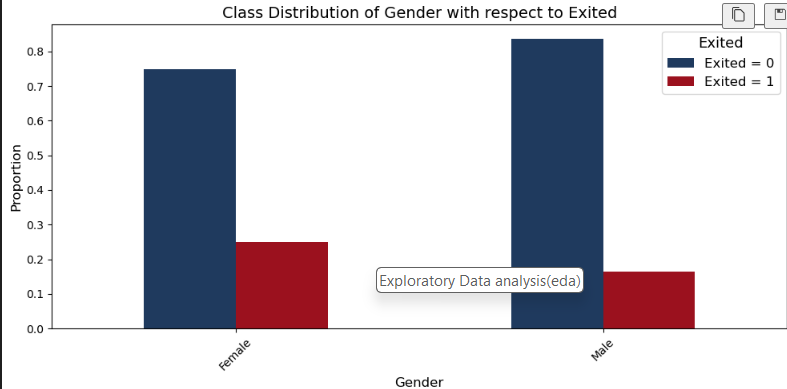 Class Distribution of Gender with respect to Exited
Exited
Exited = 0
Exited = 1
Proportion
0.8
0.7
0.6
0.5
0.4
0.3
0.2
0.1
0.0
Exploratory Data analysis(eda)
Female
Male
Gender